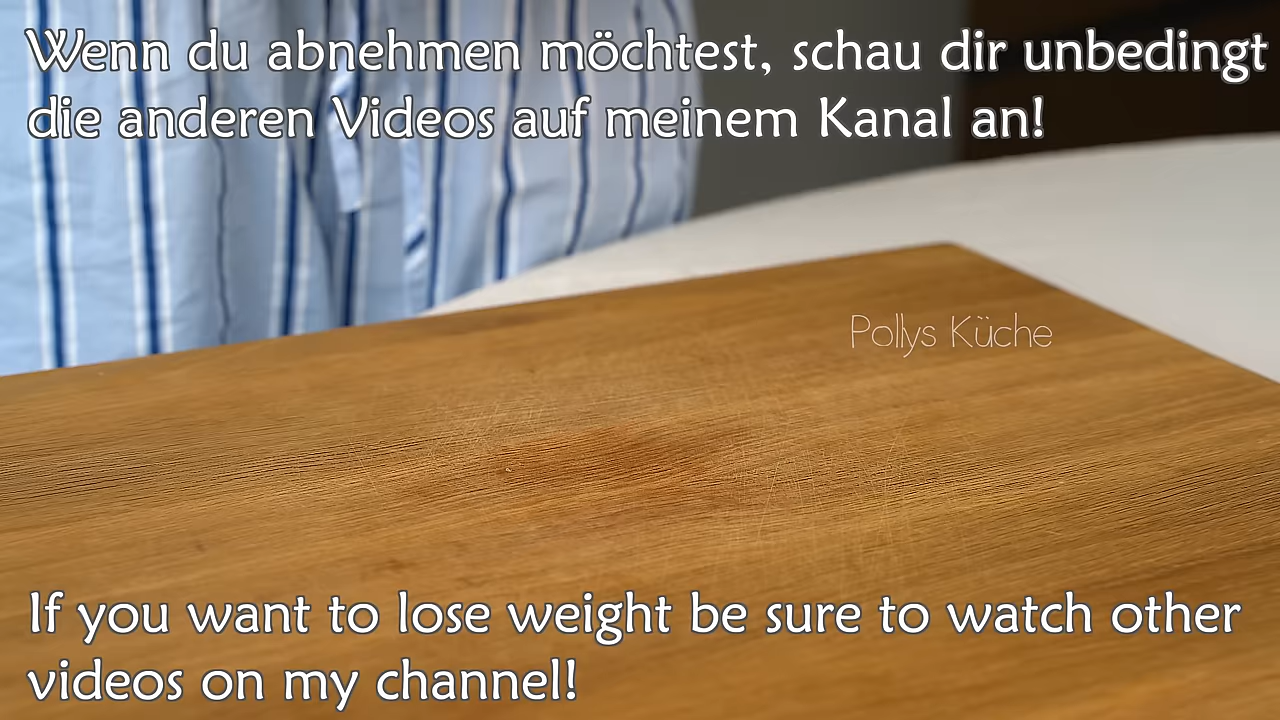 Wenn du abnehmen möchtest, schau dir unbedingt
die anderen Videos auf meinem Kanal an!
Pollys Küche
If you want to lose weight be sure to watch other
videos on my channel!